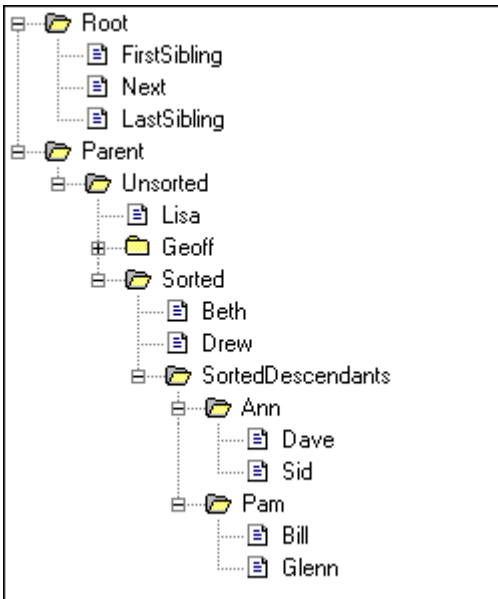 Root
FirstSibling
Next
LastSibling
Parent
Unsorted
Lisa
Geoff
Sorted
Beth
Drew
SortedDescendants
Ann
Dave
Sid
Pam
Bill
Glenn